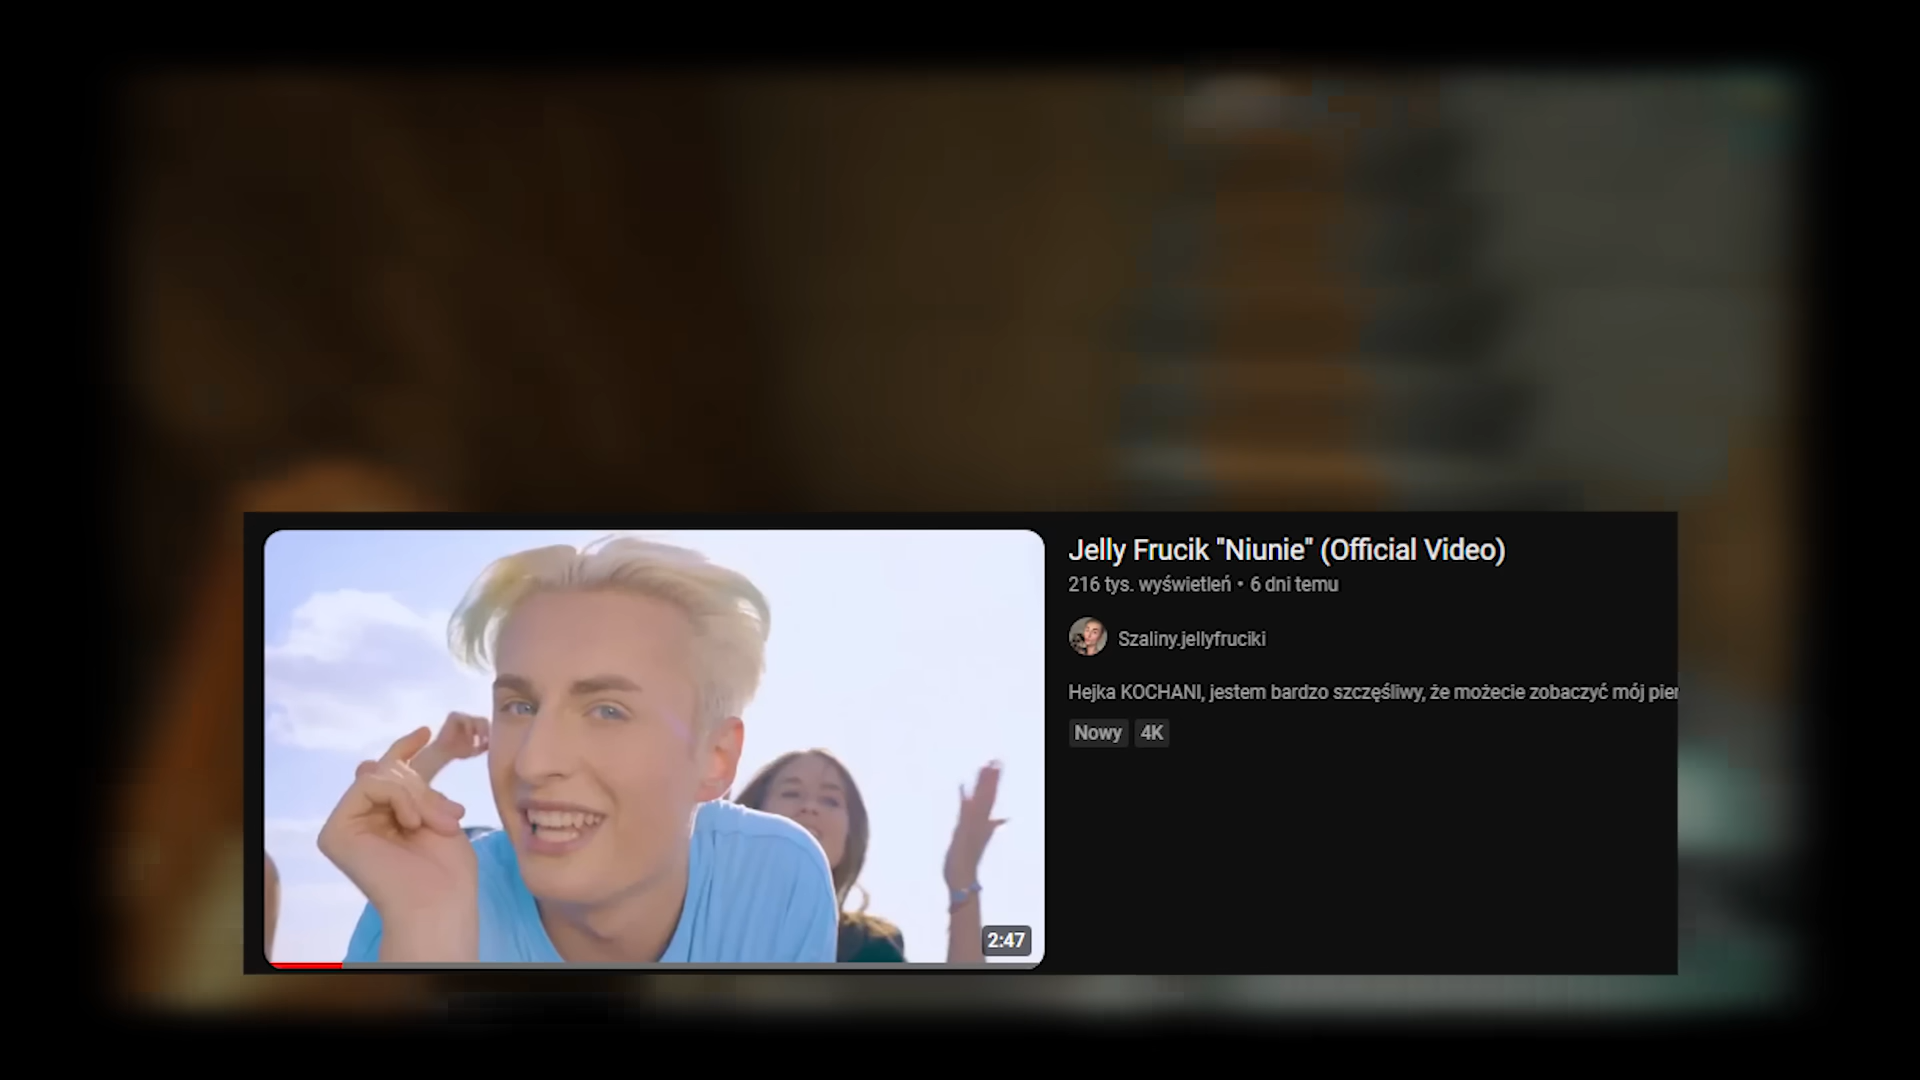 Jelly Frucik "Niunie" (Official Video)
216 tys. wyświetleń • 6 dni temu
Szaliny.jellyfruciki
Hejka KOCHANI, jestem bardzo szczęśliwy, że możecie zobaczyć mój pier
Nowy 4K
2:47